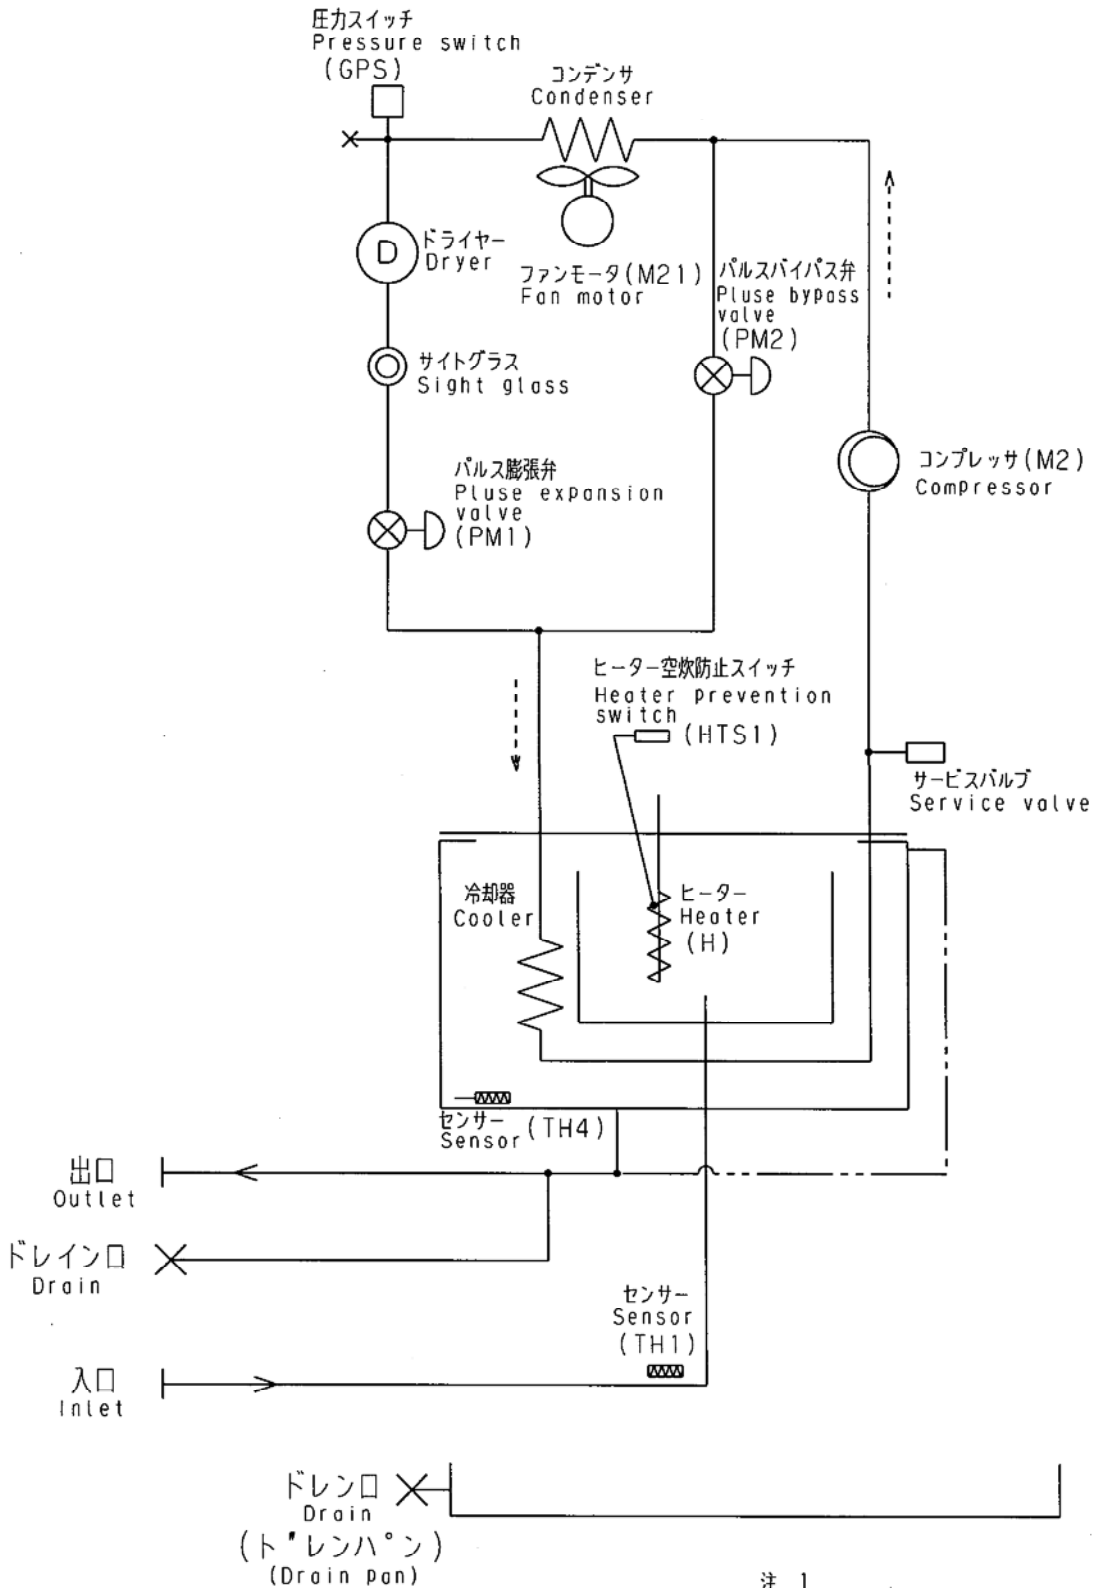 圧力スイッチ
Pressure switch
(GPS)
コンデンサ
Condenser
D
ドライヤー
Dryer
ファンモータ(M21)
Fan motor
パルスバイパス弁
Pluse bypass
valve
(PM2)
サイトグラス
Sight glass
パルス膨張弁
Pluse expansion
valve
(PM1)
コンプレッサ(M2)
Compressor
ヒーター空炊防止スイッチ
Heater prevention
switch
(HTS1)
サービスバルブ
Service valve
冷却器
Cooler
ヒーター
Heater
(H)
センサー
Sensor
(TH4)
出口
Outlet
ドレイン口
Drain
センサー
Sensor
(TH1)
入口
Inlet
ドレン口
Drain
(ドレンパン)
(Drain pan)
注 1